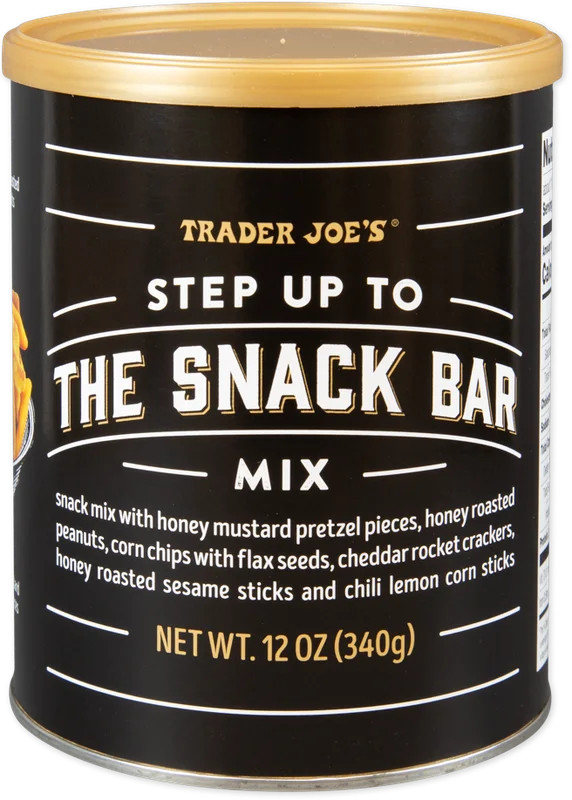 TRADER JOE'S®
STEP UP TO
THE SNACK BAR
MIX
snack mix with honey mustard pretzel pieces, honey roasted
peanuts, corn chips with flax seeds, cheddar rocket crackers,
honey roasted sesame sticks and chili lemon corn sticks
NET WT. 12 OZ (340g)